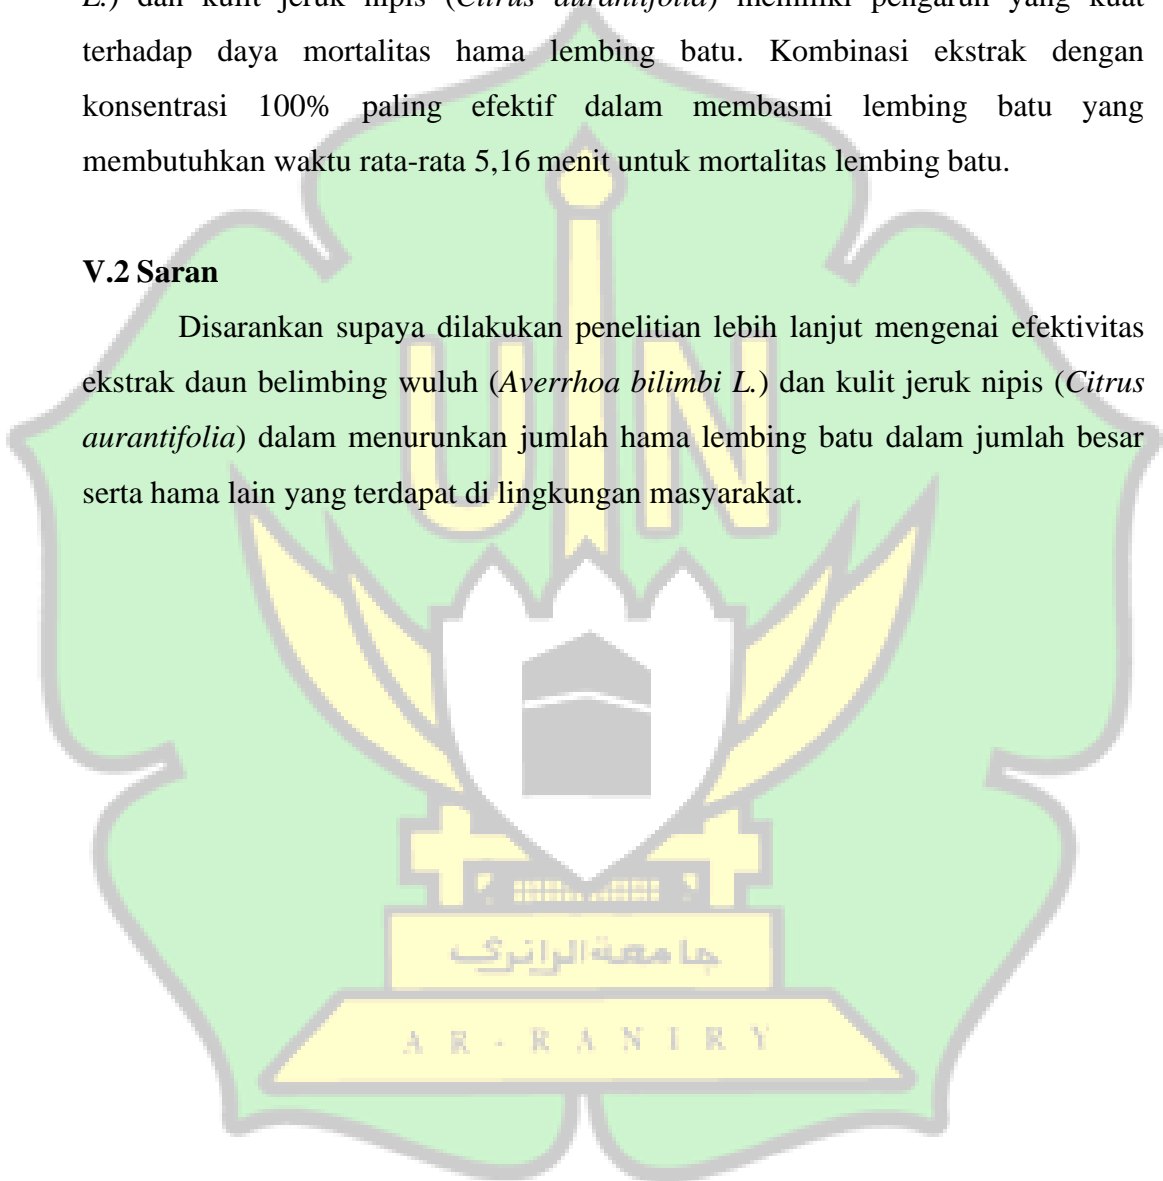 L.) dan kulit jeruk nipis (Citrus aurantifolia) memiliki pengaruh yang kuat
terhadap daya mortalitas hama lembing batu. Kombinasi ekstrak dengan
konsentrasi 100% paling efektif dalam membasmi lembing batu yang
membutuhkan waktu rata-rata 5,16 menit untuk mortalitas lembing batu.
V.2 Saran
Disarankan supaya dilakukan penelitian lebih lanjut mengenai efektivitas
ekstrak daun belimbing wuluh (Averrhoa bilimbi L.) dan kulit jeruk nipis (Citrus
aurantifolia) dalam menurunkan jumlah hama lembing batu dalam jumlah besar
serta hama lain yang terdapat di lingkungan masyarakat.
UIN
جامعة الرانري
AR-RANIRY